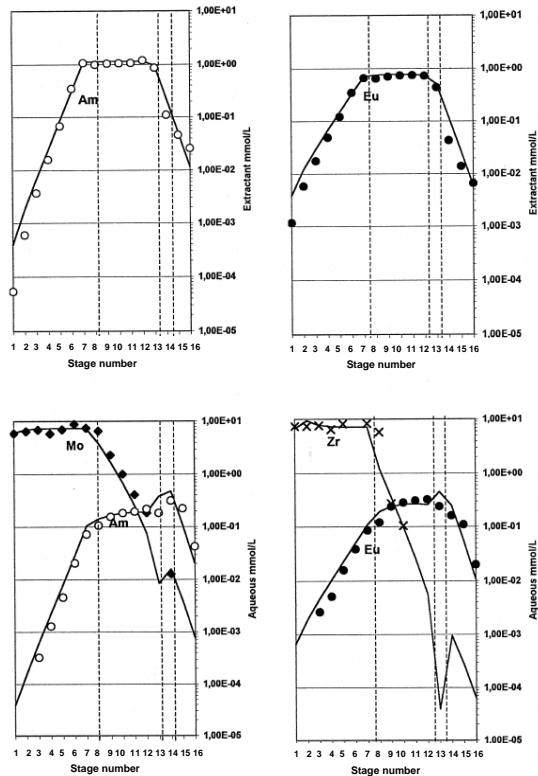 1,00E+01
1,00E+00
1,00E-01
1,00E-02
1,00E-03
1,00E-04
1,00E-05
Am
Extractant mmol/L
1 2 3 4 5 6 7 8 9 10 11 12 13 14 15 16
Stage number
1,00E+01
1,00E+00
1,00E-01
1,00E-02
1,00E-03
1,00E-04
1,00E-05
Eu
Extractant mmol/L
1 2 3 4 5 6 7 8 9 10 11 12 13 14 15 16
Stage number
1,00E+01
1,00E+00
1,00E-01
1,00E-02
1,00E-03
1,00E-04
1,00E-05
Mo
Am
Aqueous mmol/L
1 2 3 4 5 6 7 8 9 10 11 12 13 14 15 16
Stage number
1,00E+01
1,00E+00
1,00E-01
1,00E-02
1,00E-03
1,00E-04
1,00E-05
Zr
Eu
Aqueous mmol/L
1 2 3 4 5 6 7 8 9 10 11 12 13 14 15 16
Stage number